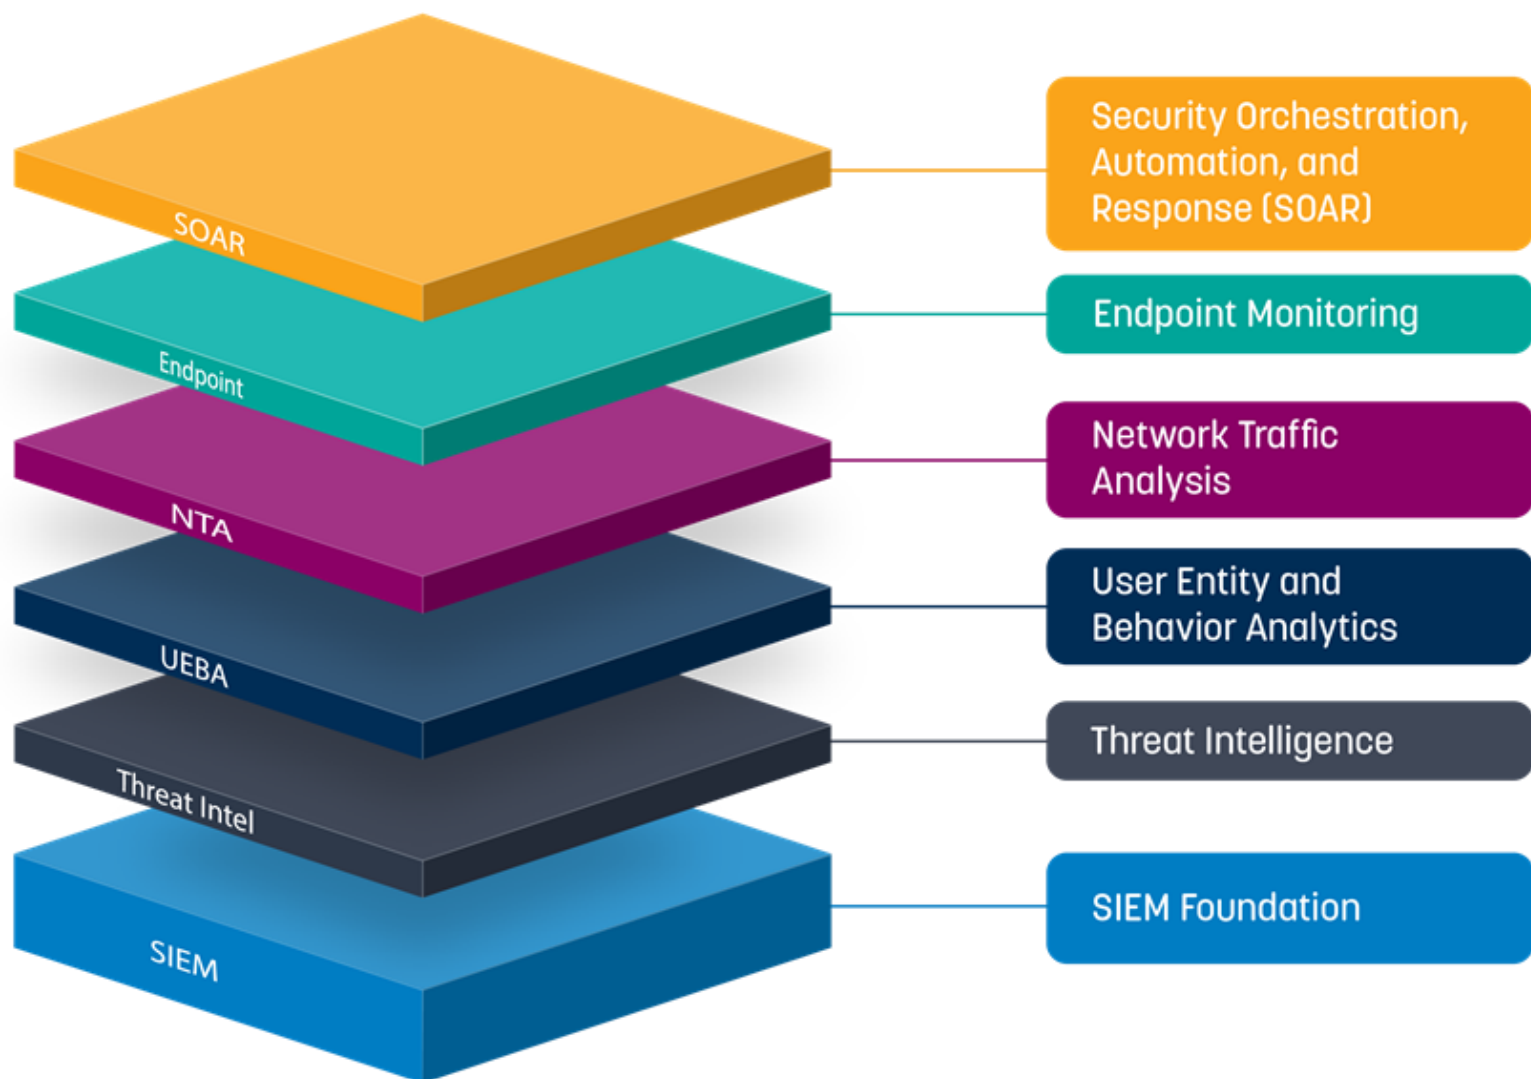 SOAR
Security Orchestration,
Automation, and
Response (SOAR)
Endpoint
Endpoint Monitoring
NTA
Network Traffic
Analysis
UEBA
User Entity and
Behavior Analytics
Threat Intel
Threat Intelligence
SIEM
SIEM Foundation